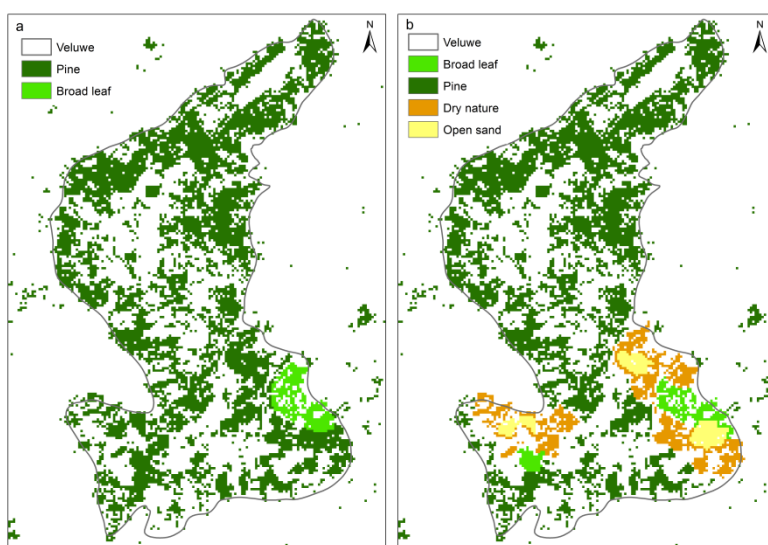 a
N
Veluwe
Pine
Broad leaf
b
N
Veluwe
Broad leaf
Pine
Dry nature
Open sand